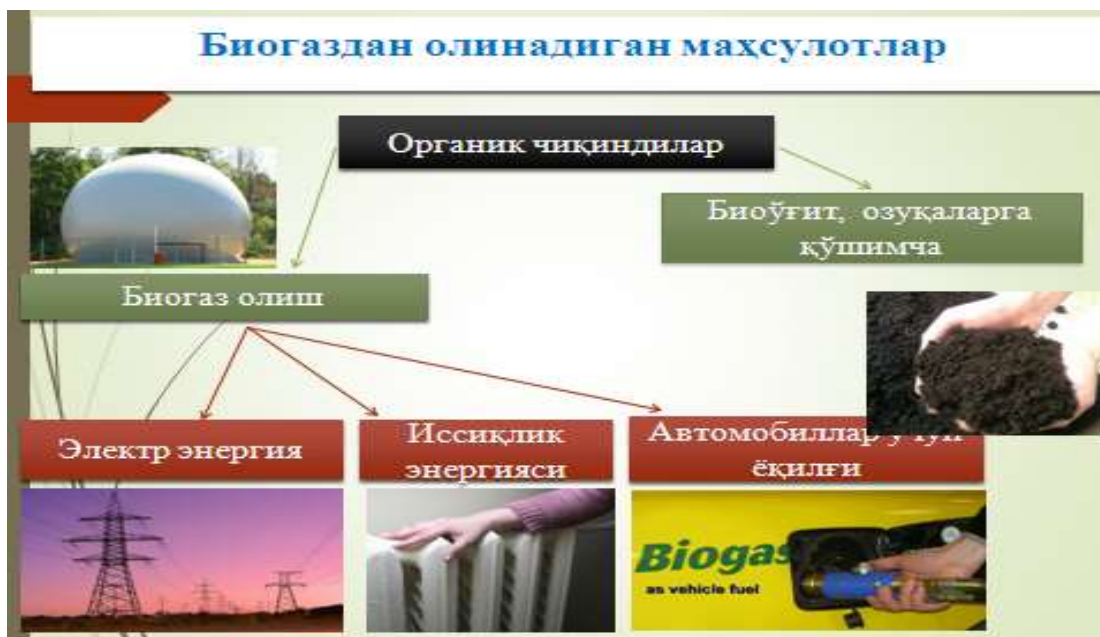 Биогаздан олинадиган маҳсулотлар
Органик чиқиндилар
Биоўғит, озуқаларга
қўшимча
Биогаз олиш
Электр энергия
Иссиқлик
энергияси
Автомобиллар
ёқилғи
Biogas
as vehicle fuel